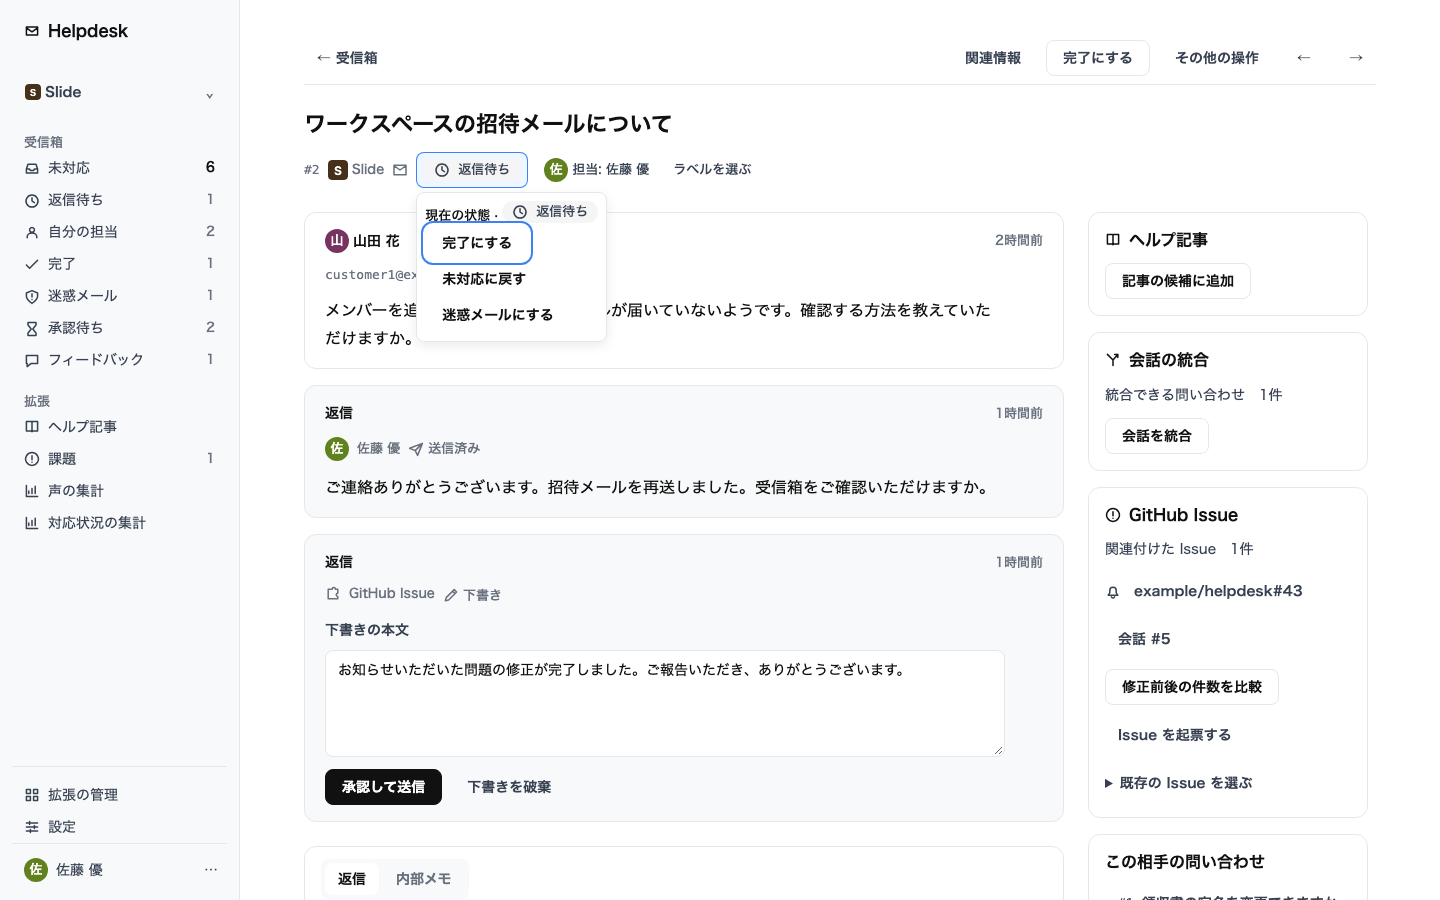 Helpdesk
S Slide
受信箱
未対応 6
返信待ち 1
自分の担当 2
完了 1
迷惑メール 1
承認待ち 2
フィードバック 1
拡張
ヘルプ記事
課題 1
声の集計
対応状況の集計
拡張の管理
設定
佐 佐藤 優 …
← 受信箱
関連情報
完了にする
その他の操作
←
→
ワークスペースの招待メールについて
#2 S Slide 返信待ち 佐 担当: 佐藤 優 ラベルを選ぶ
現在の状態 · 返信待ち
完了にする
未対応に戻す
迷惑メールにする
山 山田 花 2時間前
customer1@ex
メンバーを追 ルが届いていないようです。確認する方法を教えていた
だけますか。
返信 1時間前
佐 佐藤 優 送信済み
ご連絡ありがとうございます。招待メールを再送しました。受信箱をご確認いただけますか。
返信 1時間前
GitHub Issue 下書き
下書きの本文
お知らせいただいた問題の修正が完了しました。ご報告いただき、ありがとうございます。
承認して送信 下書きを破棄
返信 内部メモ
ヘルプ記事
記事の候補に追加
会話の統合
統合できる問い合わせ 1件
会話を統合
GitHub Issue
関連付けた Issue 1件
example/helpdesk#43
会話 #5
修正前後の件数を比較
Issue を起票する
▶ 既存の Issue を選ぶ
この相手の問い合わせ
#1 領収書の宛名を変更できますか